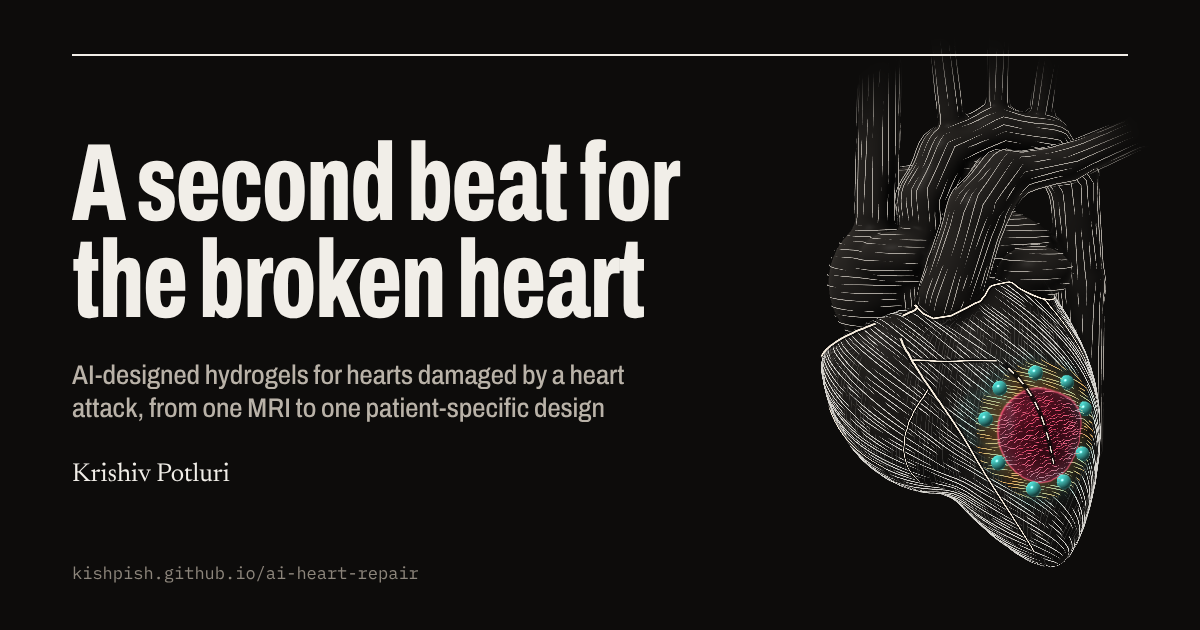 A second beat for
the broken heart
AI-designed hydrogels for hearts damaged by a heart
attack, from one MRI to one patient-specific design
Krishiv Potluri
kishpish.github.io/ai-heart-repair